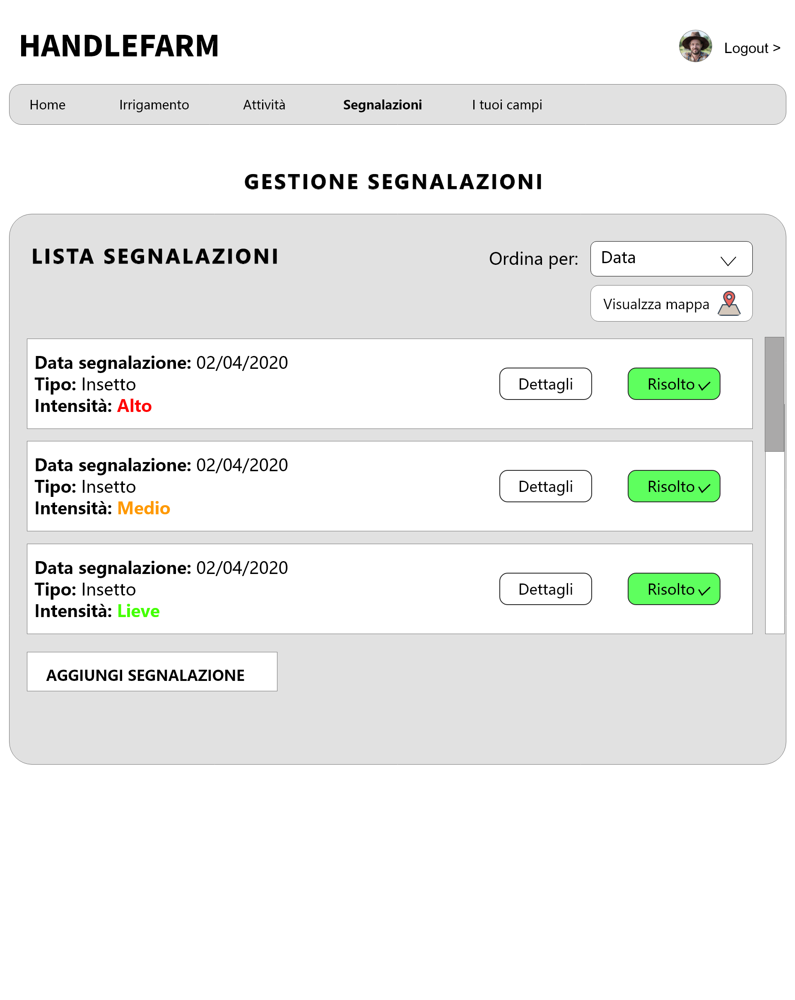 HANDLEFARM
Logout >
Home Irrigamento Attività Segnalazioni I tuoi campi
GESTIONE SEGNALAZIONI
LISTA SEGNALAZIONI
Ordina per: Data
Visualzza mappa
Data segnalazione: 02/04/2020
Tipo: Insetto
Intensità: Alto
Dettagli Risolto
Data segnalazione: 02/04/2020
Tipo: Insetto
Intensità: Medio
Dettagli Risolto
Data segnalazione: 02/04/2020
Tipo: Insetto
Intensità: Lieve
Dettagli Risolto
AGGIUNGI SEGNALAZIONE